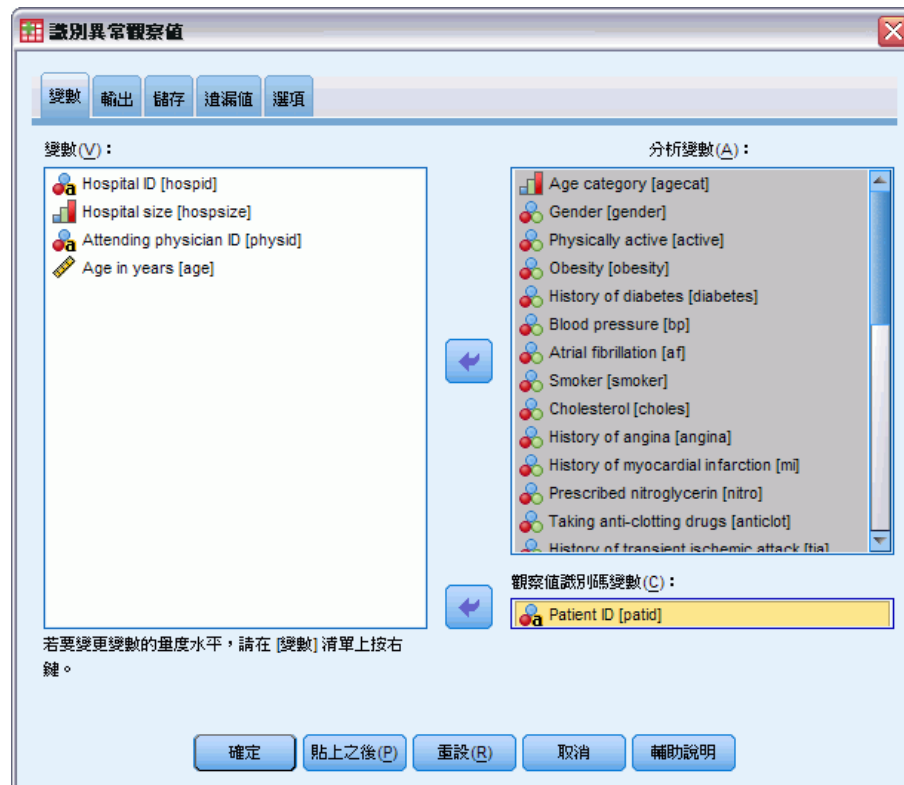 識別異常觀察值
變數 輸出 儲存 遺漏值 選項
變數(V)：
Hospital ID [hospid]
Hospital size [hospsize]
Attending physician ID [physid]
Age in years [age]
若要變更變數的量度水平，請在 [變數] 清單上按右
鍵。
分析變數(A)：
Age category [agecat]
Gender [gender]
Physically active [active]
Obesity [obesity]
History of diabetes [diabetes]
Blood pressure [bp]
Atrial fibrillation [af]
Smoker [smoker]
Cholesterol [choles]
History of angina [angina]
History of myocardial infarction [mi]
Prescribed nitroglycerin [nitro]
Taking anti-clotting drugs [anticlot]
History of transient ischemic attack [tia]
觀察值識別碼變數(C)：
Patient ID [patid]
確定 貼上之後(P) 重設(R) 取消 輔助說明